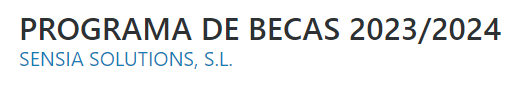 PROGRAMA DE BECAS 2023/2024
SENSIA SOLUTIONS, S.L.